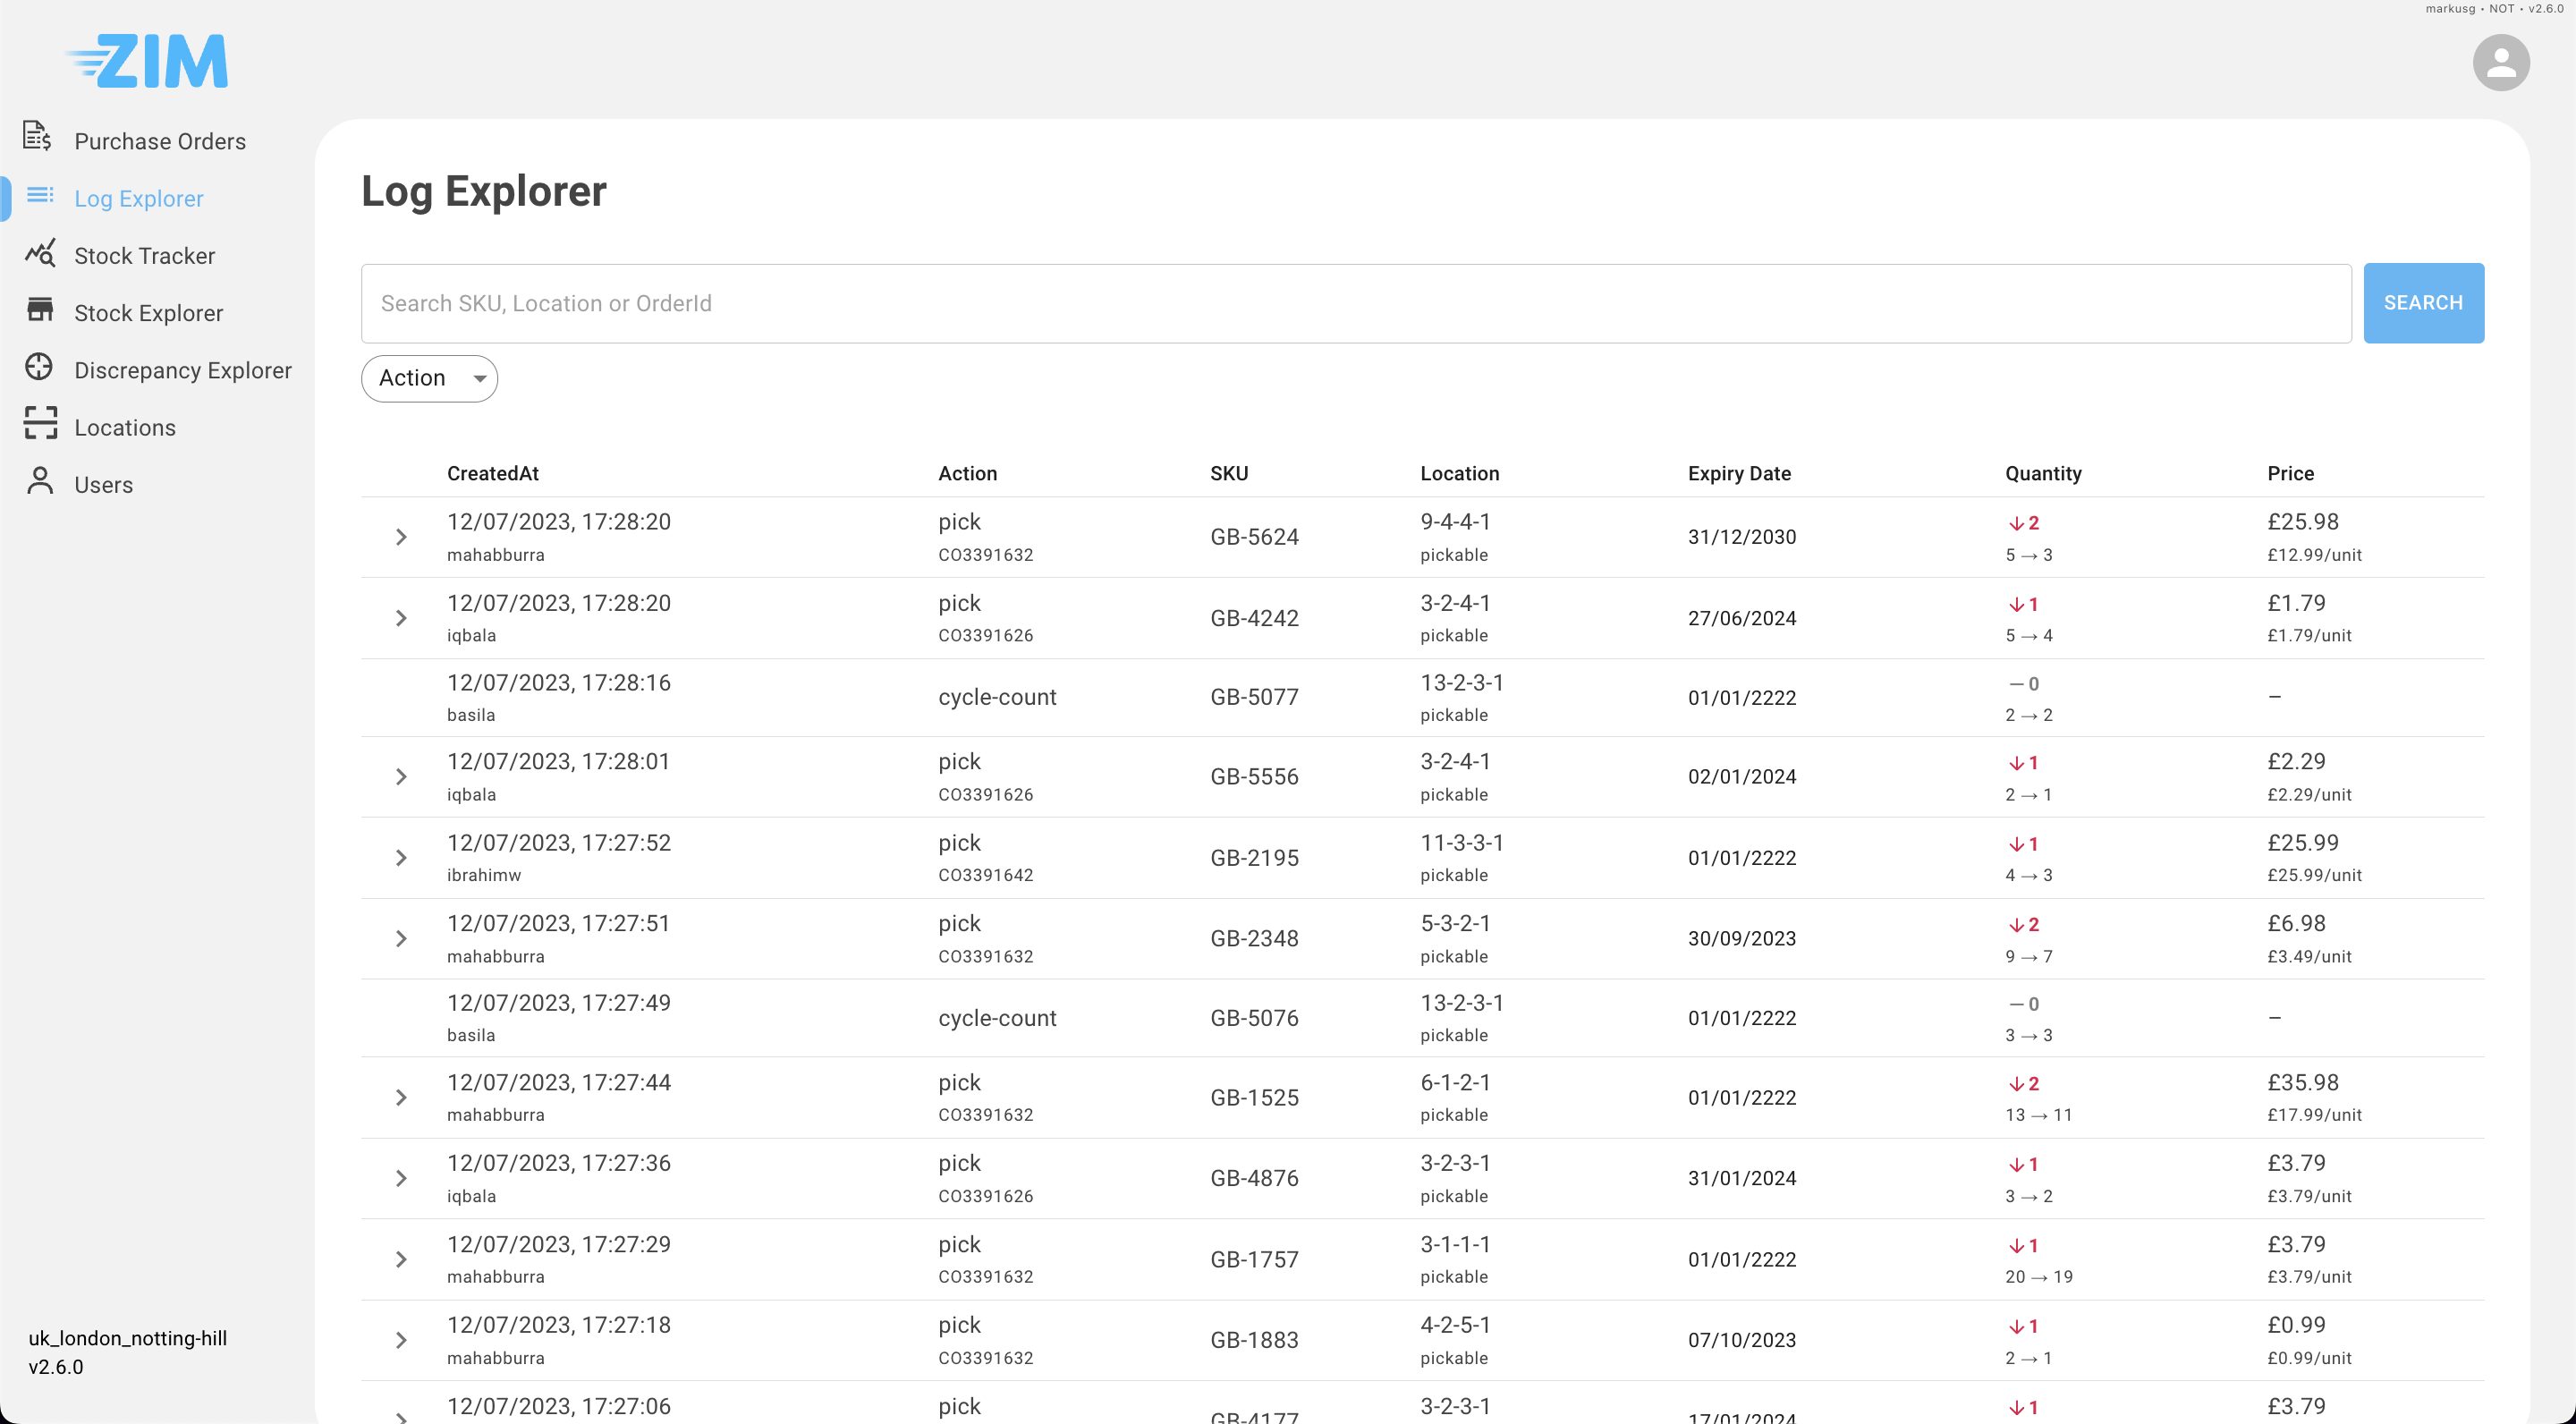 markusg • NOT • v2.6.0
ZIM
Purchase Orders
Log Explorer
Stock Tracker
Stock Explorer
Discrepancy Explorer
Locations
Users
uk_london_notting-hill
v2.6.0
Log Explorer
Search SKU, Location or OrderId
SEARCH
Action
CreatedAt Action SKU Location Expiry Date Quantity Price
12/07/2023, 17:28:20 pick GB-5624 9-4-4-1 31/12/2030 ↓2 £25.98
mahabburra CO3391632 pickable 5 → 3 £12.99/unit
12/07/2023, 17:28:20 pick GB-4242 3-2-4-1 27/06/2024 ↓1 £1.79
iqbala CO3391626 pickable 5 → 4 £1.79/unit
12/07/2023, 17:28:16 cycle-count GB-5077 13-2-3-1 01/01/2222 —0 –
basila pickable 2 → 2
12/07/2023, 17:28:01 pick GB-5556 3-2-4-1 02/01/2024 ↓1 £2.29
iqbala CO3391626 pickable 2 → 1 £2.29/unit
12/07/2023, 17:27:52 pick GB-2195 11-3-3-1 01/01/2222 ↓1 £25.99
ibrahimw CO3391642 pickable 4 → 3 £25.99/unit
12/07/2023, 17:27:51 pick GB-2348 5-3-2-1 30/09/2023 ↓2 £6.98
mahabburra CO3391632 pickable 9 → 7 £3.49/unit
12/07/2023, 17:27:49 cycle-count GB-5076 13-2-3-1 01/01/2222 —0 –
basila pickable 3 → 3
12/07/2023, 17:27:44 pick GB-1525 6-1-2-1 01/01/2222 ↓2 £35.98
mahabburra CO3391632 pickable 13 → 11 £17.99/unit
12/07/2023, 17:27:36 pick GB-4876 3-2-3-1 31/01/2024 ↓1 £3.79
iqbala CO3391626 pickable 3 → 2 £3.79/unit
12/07/2023, 17:27:29 pick GB-1757 3-1-1-1 01/01/2222 ↓1 £3.79
mahabburra CO3391632 pickable 20 → 19 £3.79/unit
12/07/2023, 17:27:18 pick GB-1883 4-2-5-1 07/10/2023 ↓1 £0.99
mahabburra CO3391632 pickable 2 → 1 £0.99/unit
12/07/2023, 17:27:06 pick GB-4177 3-2-3-1 17/01/2024 ↓1 £3.79